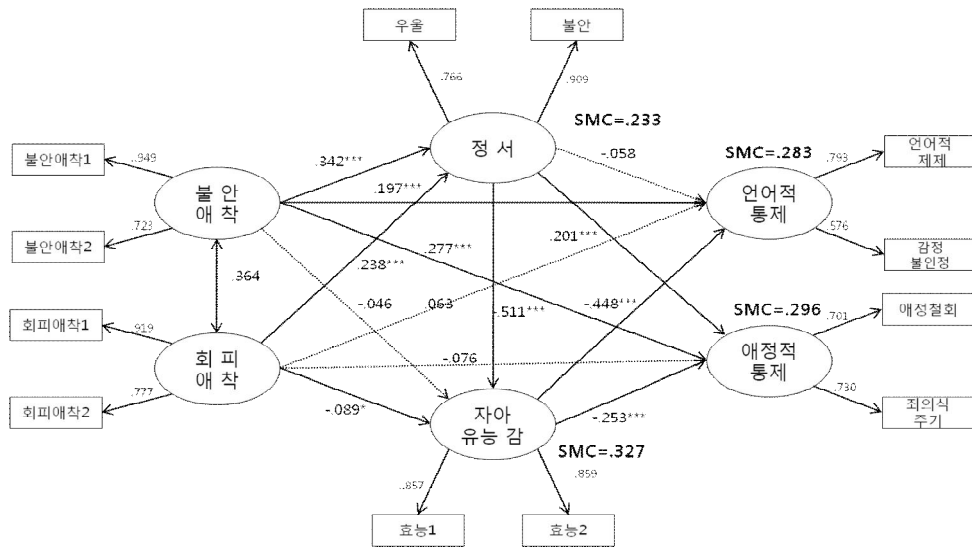 우울
불안
.766
.909
SMC=.233
정 서
불안애착1
.949
.342***
-.058
SMC=.283
.793
언어적
제제
불 안
애 착
.197***
언어적
통제
불안애착2
.723
.277***
.201***
.576
감정
불인정
.364
.238***
-.046
.063
-.511***
-.448***
SMC=.296
.701
애정철회
회피애착1
.919
회 피
애 착
-.076
애정적
통제
회피애착2
.777
-.089*
자아
유능 감
-.253***
.730
죄의식
주기
SMC=.327
.857
.859
효능1
효능2